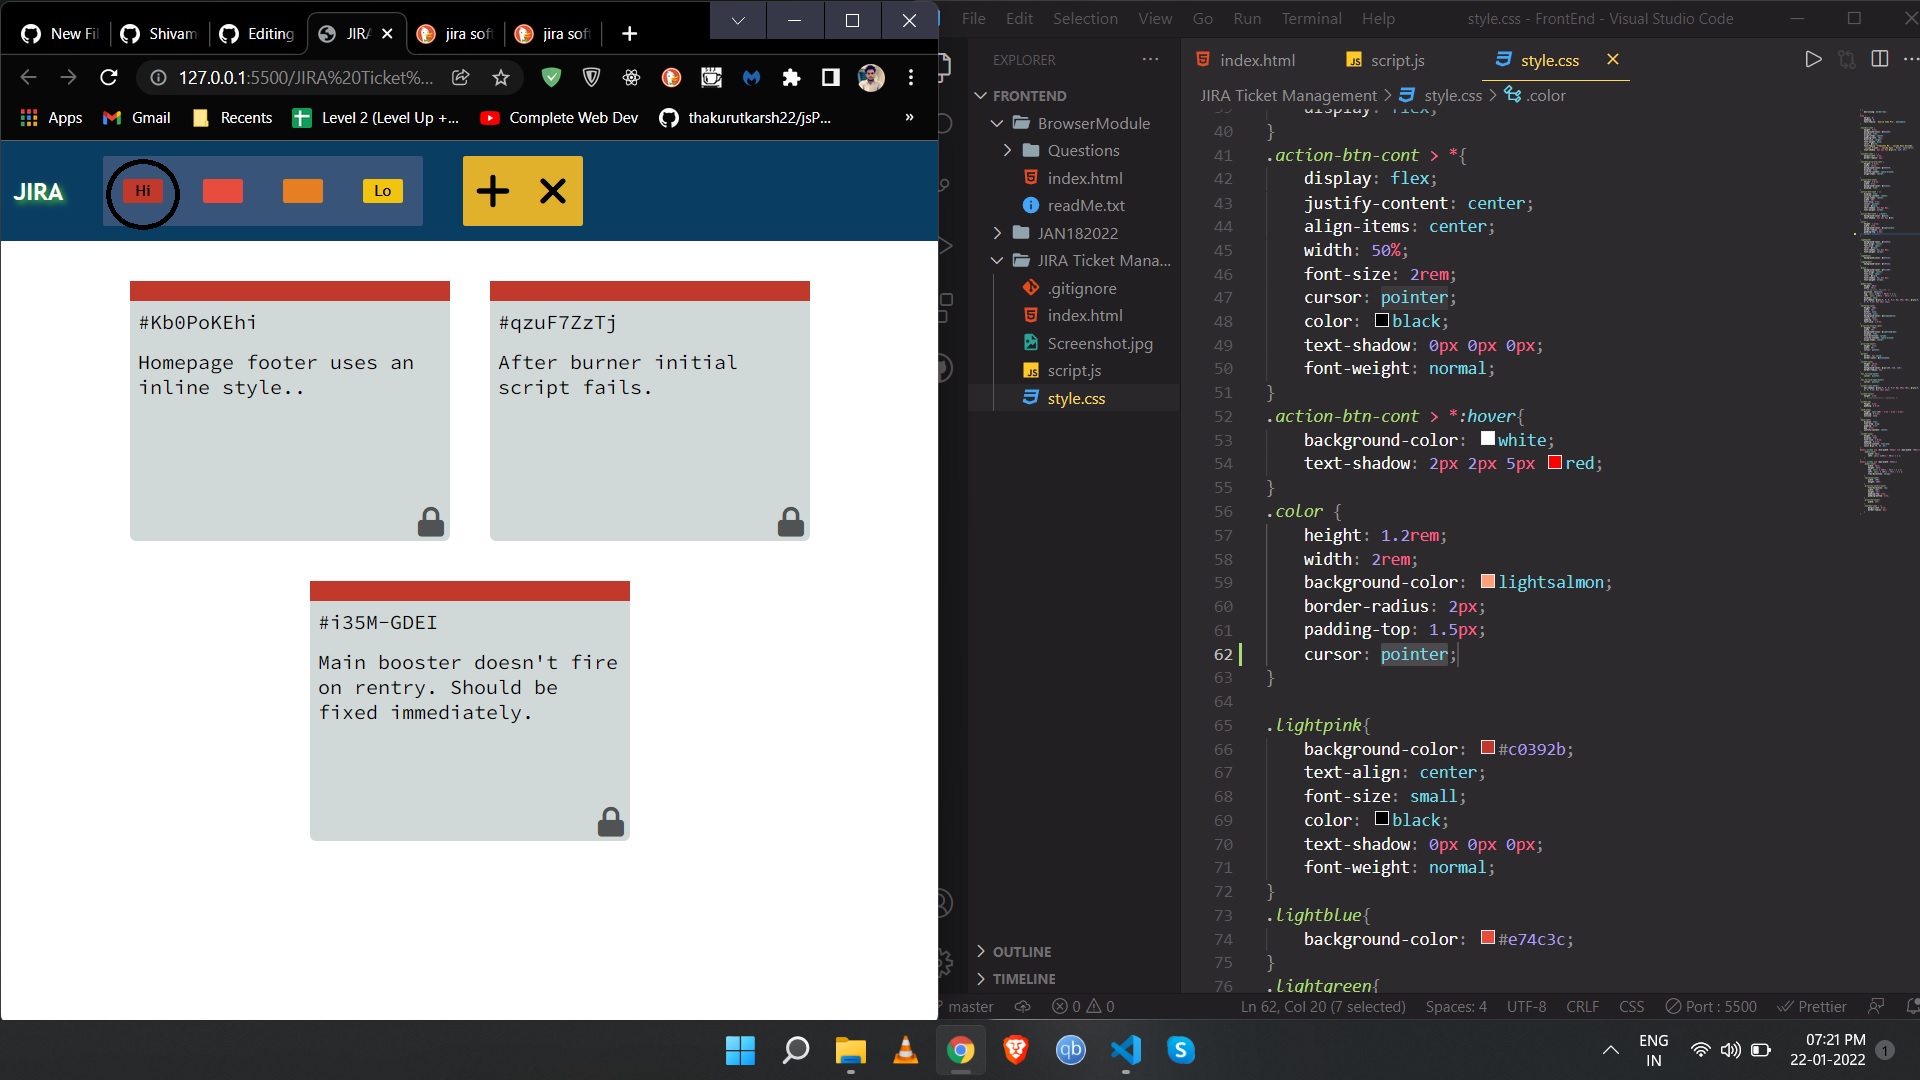 New Fi
Shivam
Editing
JIRA
jira sof
jira sof
127.0.0.1:5500/JIRA%20Ticket%...
Apps
Gmail
Recents
Level 2 (Level Up +...
Complete Web Dev
thakurutkarsh22/jsP...
»
JIRA
Hi
Lo
#Kb0PoKEhi
Homepage footer uses an
inline style..
#qzuF7ZzTj
After burner initial
script fails.
#i35M-GDEI
Main booster doesn't fire
on rentry. Should be
fixed immediately.
File Edit Selection View Go Run Terminal Help
style.css - FrontEnd - Visual Studio Code
EXPLORER
FRONTEND
BrowserModule
Questions
index.html
readMe.txt
JAN182022
JIRA Ticket Mana...
.gitignore
index.html
Screenshot.jpg
script.js
style.css
OUTLINE
TIMELINE
index.html
script.js
style.css
JIRA Ticket Management > style.css > .color
39 display: flex;
40 }
41 .action-btn-cont > *{
42 display: flex;
43 justify-content: center;
44 align-items: center;
45 width: 50%;
46 font-size: 2rem;
47 cursor: pointer;
48 color: black;
49 text-shadow: 0px 0px 0px;
50 font-weight: normal;
51 }
52 .action-btn-cont > *:hover{
53 background-color: white;
54 text-shadow: 2px 2px 5px red;
55 }
56 .color {
57 height: 1.2rem;
58 width: 2rem;
59 background-color: lightsalmon;
60 border-radius: 2px;
61 padding-top: 1.5px;
62 cursor: pointer;
63 }
64
65 .lightpink{
66 background-color: #c0392b;
67 text-align: center;
68 font-size: small;
69 color: black;
70 text-shadow: 0px 0px 0px;
71 font-weight: normal;
72 }
73 .lightblue{
74 background-color: #e74c3c;
75 }
76 .lightgreen{
master
0 0
Ln 62, Col 20 (7 selected)
Spaces: 4
UTF-8
CRLF
CSS
Port : 5500
Prettier
qb
S
ENG
IN
07:21 PM
22-01-2022
1